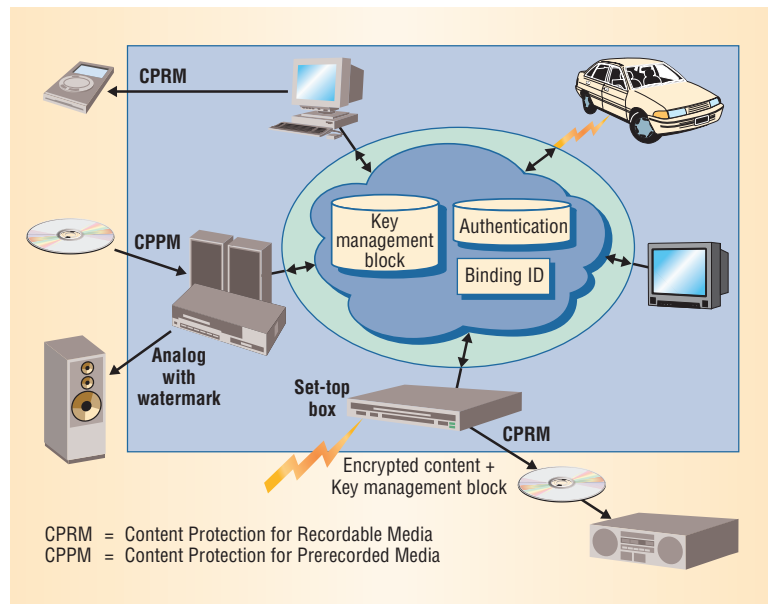 CPRM
CPPM
Key
management
block
Authentication
Binding ID
Analog
with
watermark
Set-top
box
CPRM
Encrypted content +
Key management block
CPRM = Content Protection for Recordable Media
CPPM = Content Protection for Prerecorded Media